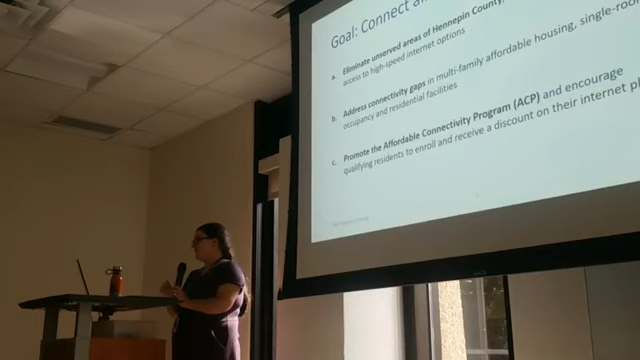 Goal: Connect
a. Eliminate unserved areas of Hennepin County,
access to high-speed internet options
b. Address connectivity gaps in multi-family affordable housing, single-room
occupancy and residential facilities
c. Promote the Affordable Connectivity Program (ACP) and encourage
qualifying residents to enroll and receive a discount on their internet